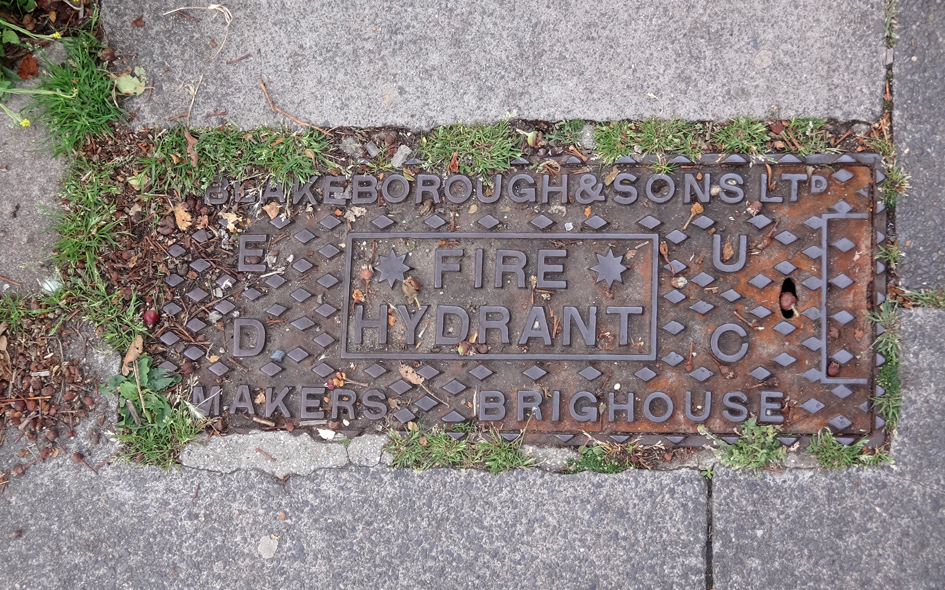 BLAKEBOROUGH & SONS LTD
E U
FIRE
HYDRANT
D C
MAKERS BRIGHOUSE